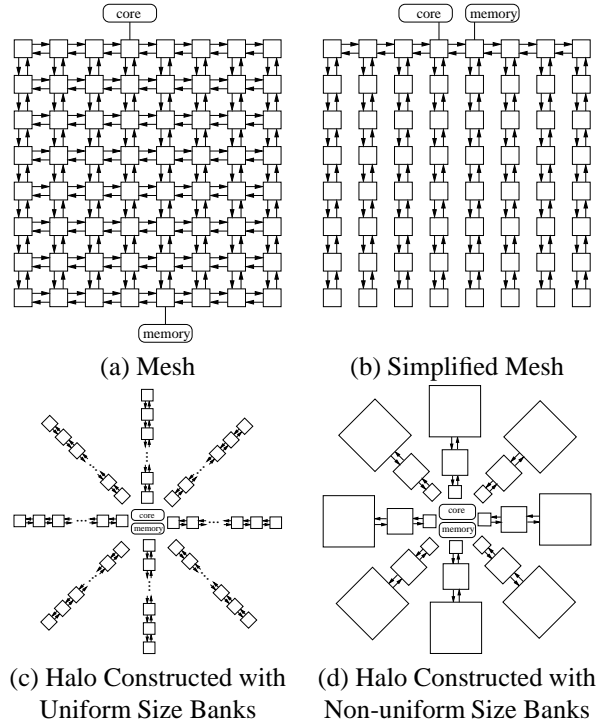 core
core
memory
memory
(a) Mesh
(b) Simplified Mesh
core
memory
core
memory
(c) Halo Constructed with
Uniform Size Banks
(d) Halo Constructed with
Non-uniform Size Banks